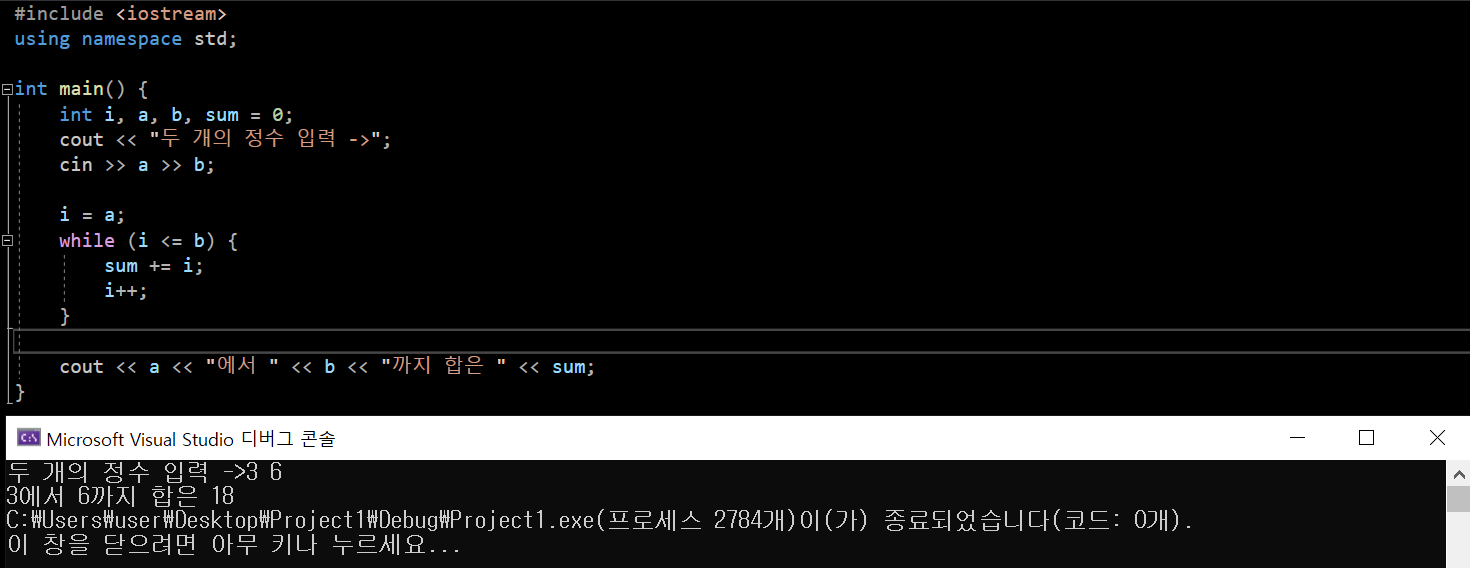 #include <iostream>
using namespace std;
int main() {
int i, a, b, sum = 0;
cout << "두 개의 정수 입력 ->";
cin >> a >> b;
i = a;
while (i <= b) {
sum += i;
i++;
}
cout << a << "에서 " << b << "까지 합은 " << sum;
}
Microsoft Visual Studio 디버그 콘솔
두 개의 정수 입력 ->3 6
3에서 6까지 합은 18
C:₩Users₩user₩Desktop₩Project1₩Debug₩Project1.exe(프로세스 2784개)이(가) 종료되었습니다(코드: 0개).
이 창을 닫으려면 아무 키나 누르세요...